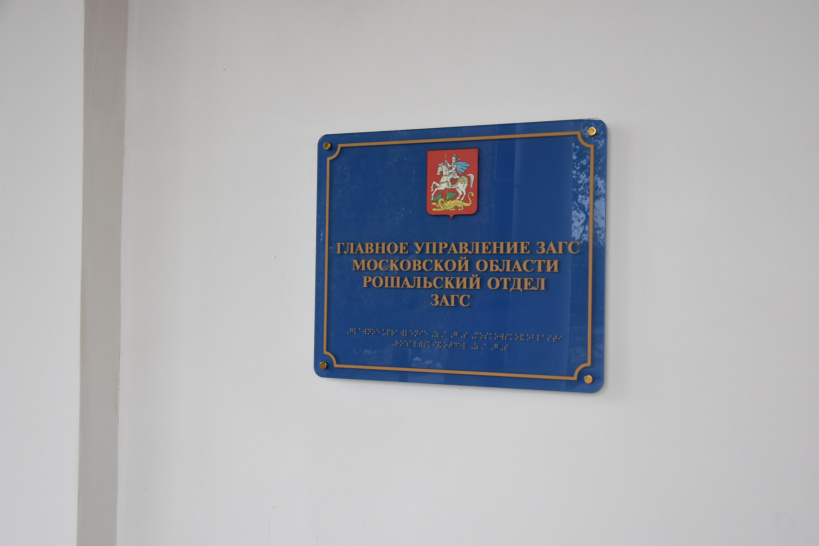 ГЛАВНОЕ УПРАВЛЕНИЕ ЗАГС
МОСКОВСКОЙ ОБЛАСТИ
РОШАЛЬСКИЙ ОТДЕЛ
ЗАГС